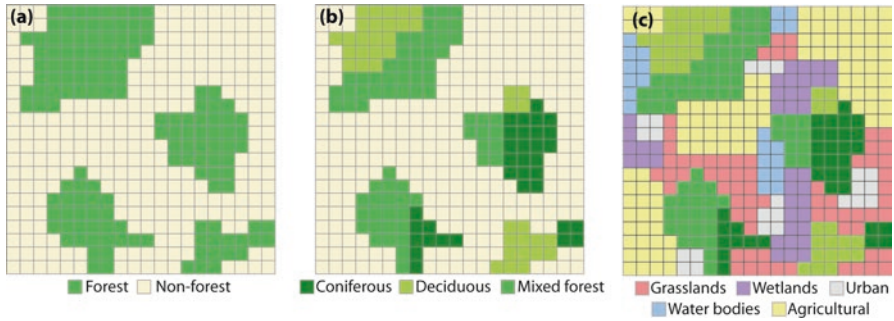 (a)
(b)
(c)
Forest Non-forest
Coniferous Deciduous Mixed forest
Grasslands Wetlands Urban
Water bodies Agricultural